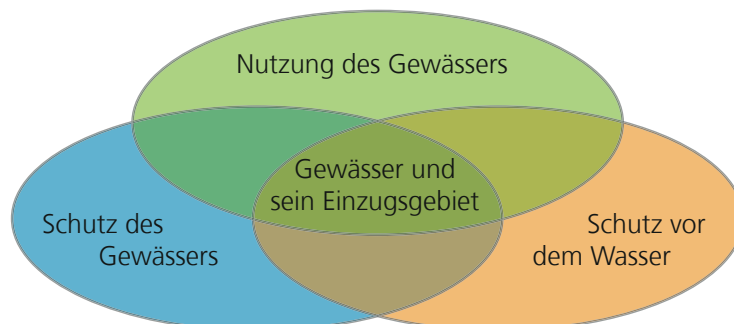 Nutzung des Gewässers
Gewässer und
sein Einzugsgebiet
Schutz des
Gewässers
Schutz vor
dem Wasser